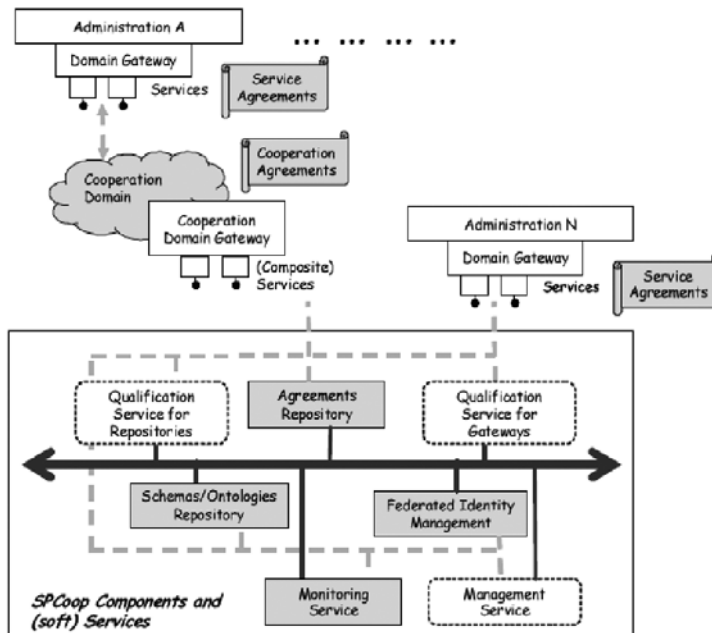 Administration A
... ... ... ...
Domain Gateway
Services
Service
Agreements
Cooperation
Agreements
Cooperation
Domain
Cooperation
Domain Gateway
(Composite)
Services
Administration N
Domain Gateway
Services
Service
Agreements
Qualification
Service for
Repositories
Agreements
Repository
Qualification
Service for
Gateways
Schemas/Ontologies
Repository
Federated Identity
Management
Monitoring
Service
Management
Service
SPCoop Components and
(soft) Services